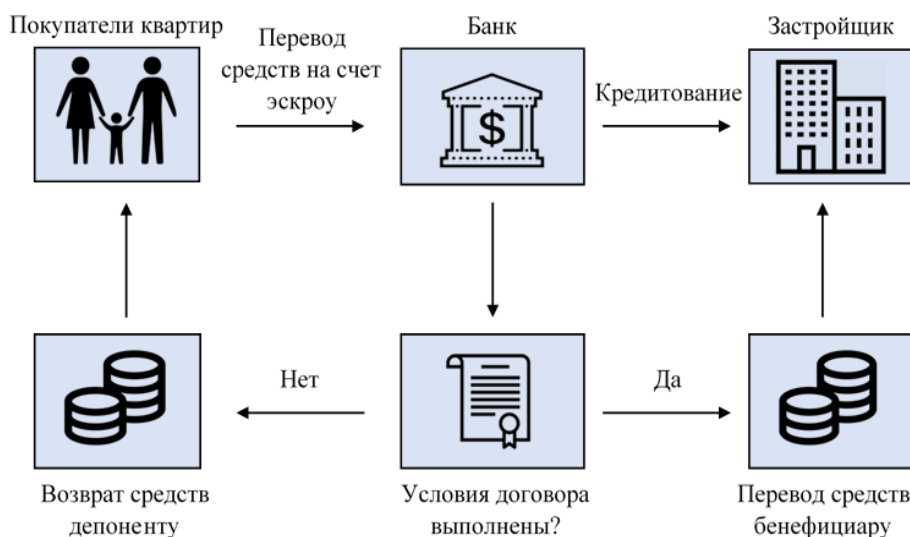 Покупатели квартир
Перевод
средств на счет
эскроу
Банк
Кредитование
Застройщик
$
Нет
Да
Возврат средств
депоненту
Условия договора
выполнены?
Перевод средств
бенефициару